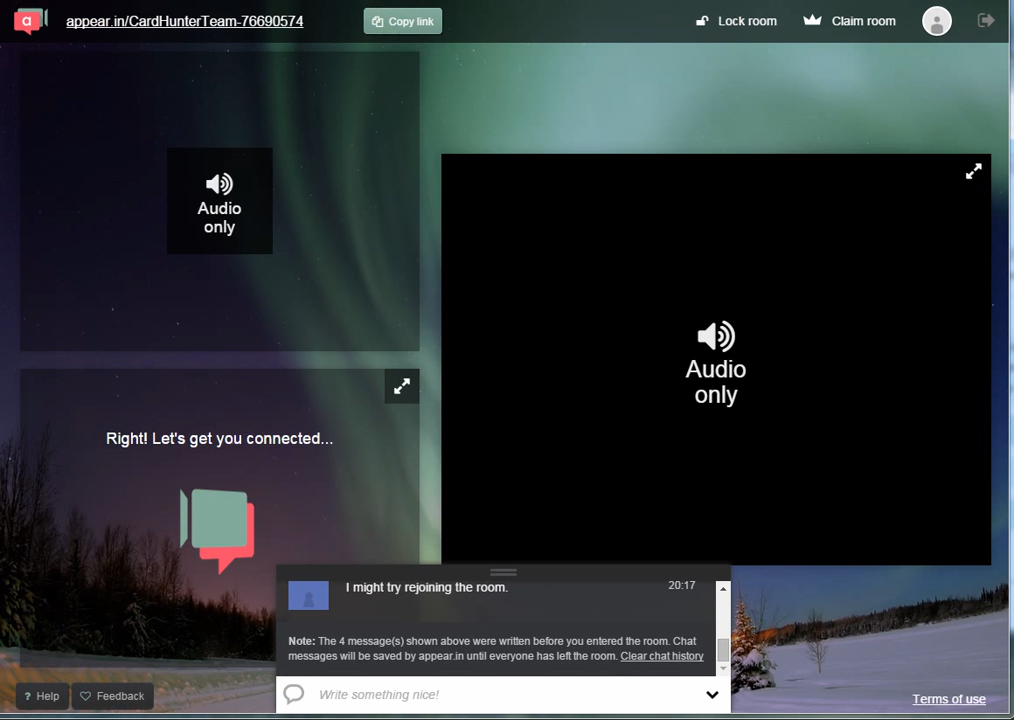 a
appear.in/CardHunterTeam-76690574
Copy link
Lock room
Claim room
Audio
only
Audio
only
Right! Let's get you connected...
I might try rejoining the room.
20:17
Note: The 4 message(s) shown above were written before you entered the room. Chat
messages will be saved by appear.in until everyone has left the room. Clear chat history
Write something nice!
? Help
Feedback
Terms of use